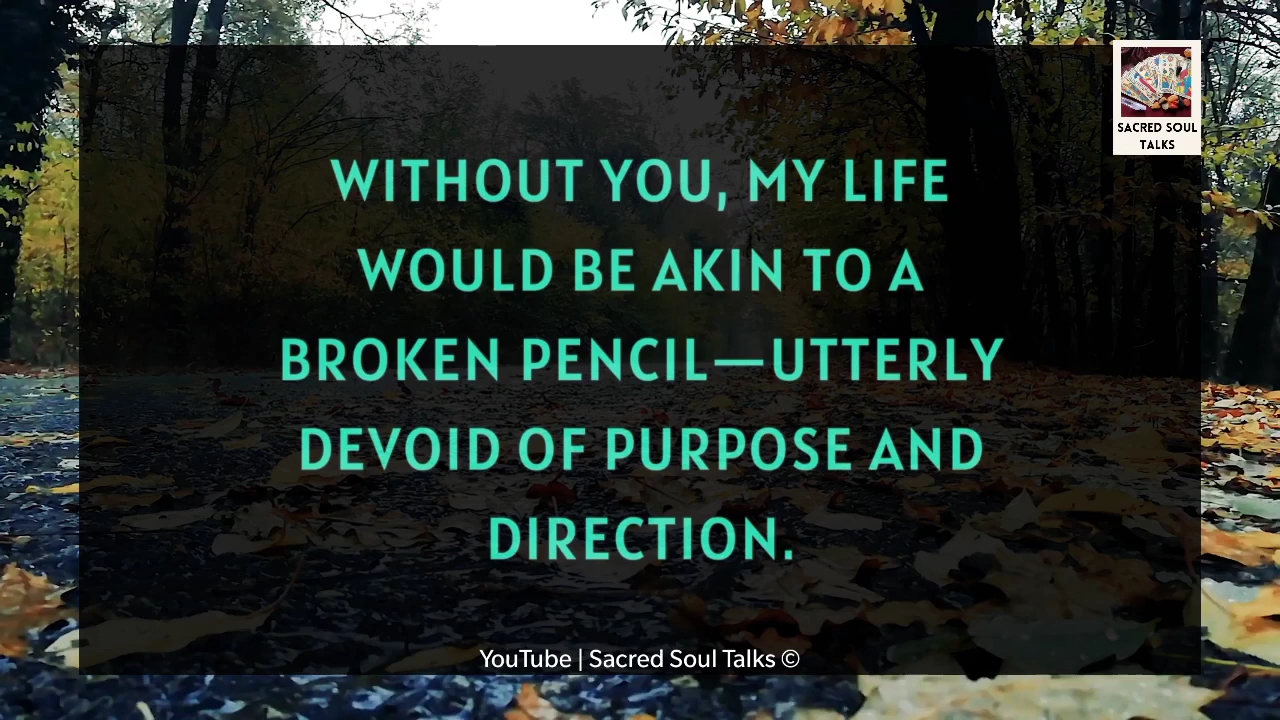 SACRED SOUL
TALKS
WITHOUT YOU, MY LIFE
WOULD BE AKIN TO A
BROKEN PENCIL—UTTERLY
DEVOID OF PURPOSE AND
DIRECTION.
YouTube | Sacred Soul Talks ©